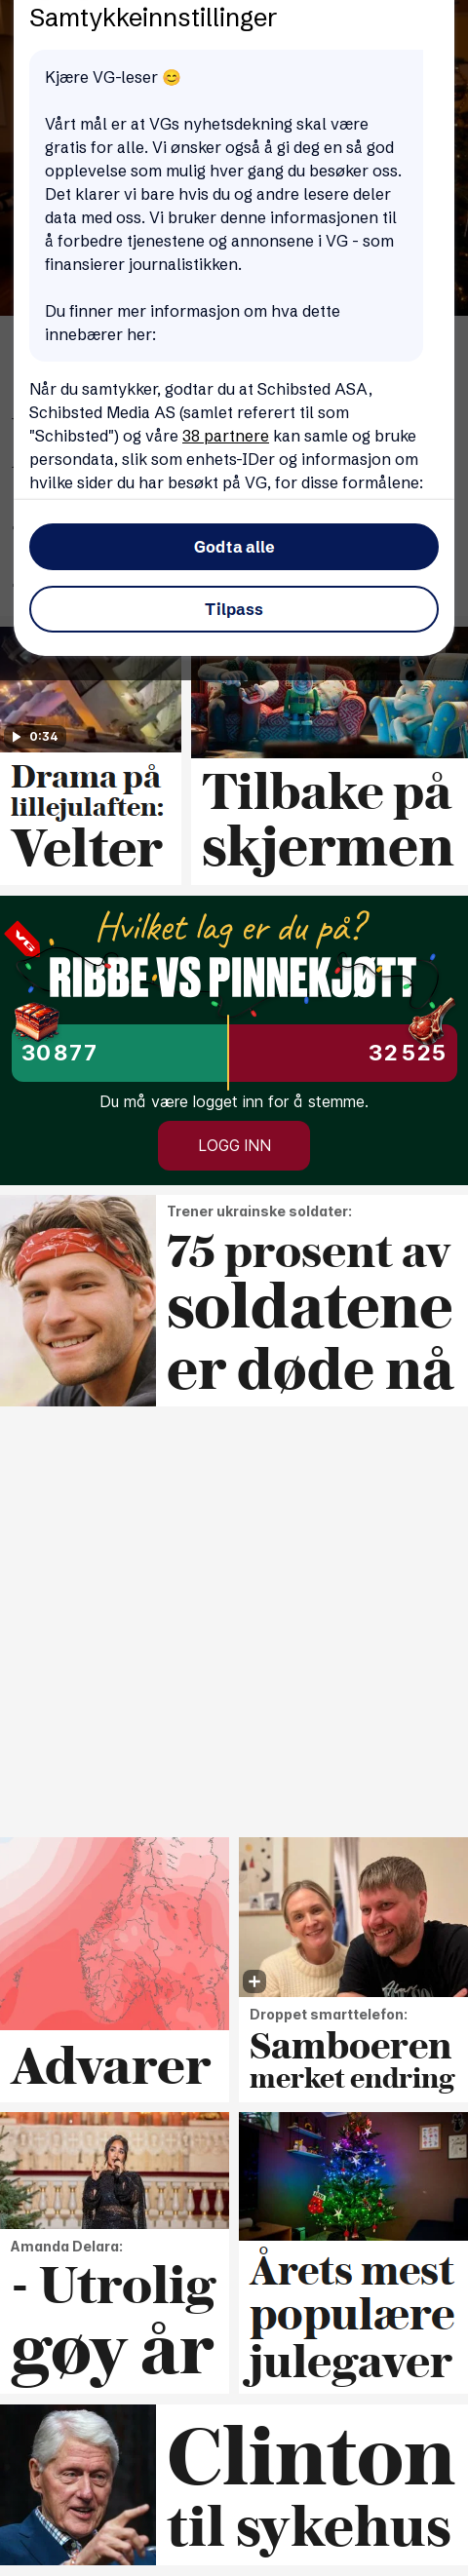 Samtykkeinnstillinger
Kjære VG-leser 😊
Vårt mål er at VGs nyhetsdekning skal være
gratis for alle. Vi ønsker også å gi deg en så god
opplevelse som mulig hver gang du besøker oss.
Det klarer vi bare hvis du og andre lesere deler
data med oss. Vi bruker denne informasjonen til
å forbedre tjenestene og annonsene i VG - som
finansierer journalistikken.
Du finner mer informasjon om hva dette
innebærer her:
Når du samtykker, godtar du at Schibsted ASA,
Schibsted Media AS (samlet referert til som
"Schibsted") og våre 38 partnere kan samle og bruke
persondata, slik som enhets-IDer og informasjon om
hvilke sider du har besøkt på VG, for disse formålene:
Godta alle
Tilpass
0:34
Drama på
lillejulaften:
Velter
Tilbake på
skjermen
Hvilket lag er du på?
VG
RIBBE VS PINNEKJØTT
30877
32525
Du må være logget inn for å stemme.
LOGG INN
Trener ukrainske soldater:
75 prosent av
soldatene
er døde nå
Advarer
Droppet smarttelefon:
Samboeren
merket endring
Amanda Delara:
- Utrolig
gøy år
Årets mest
populære
julegaver
Clinton
til sykehus